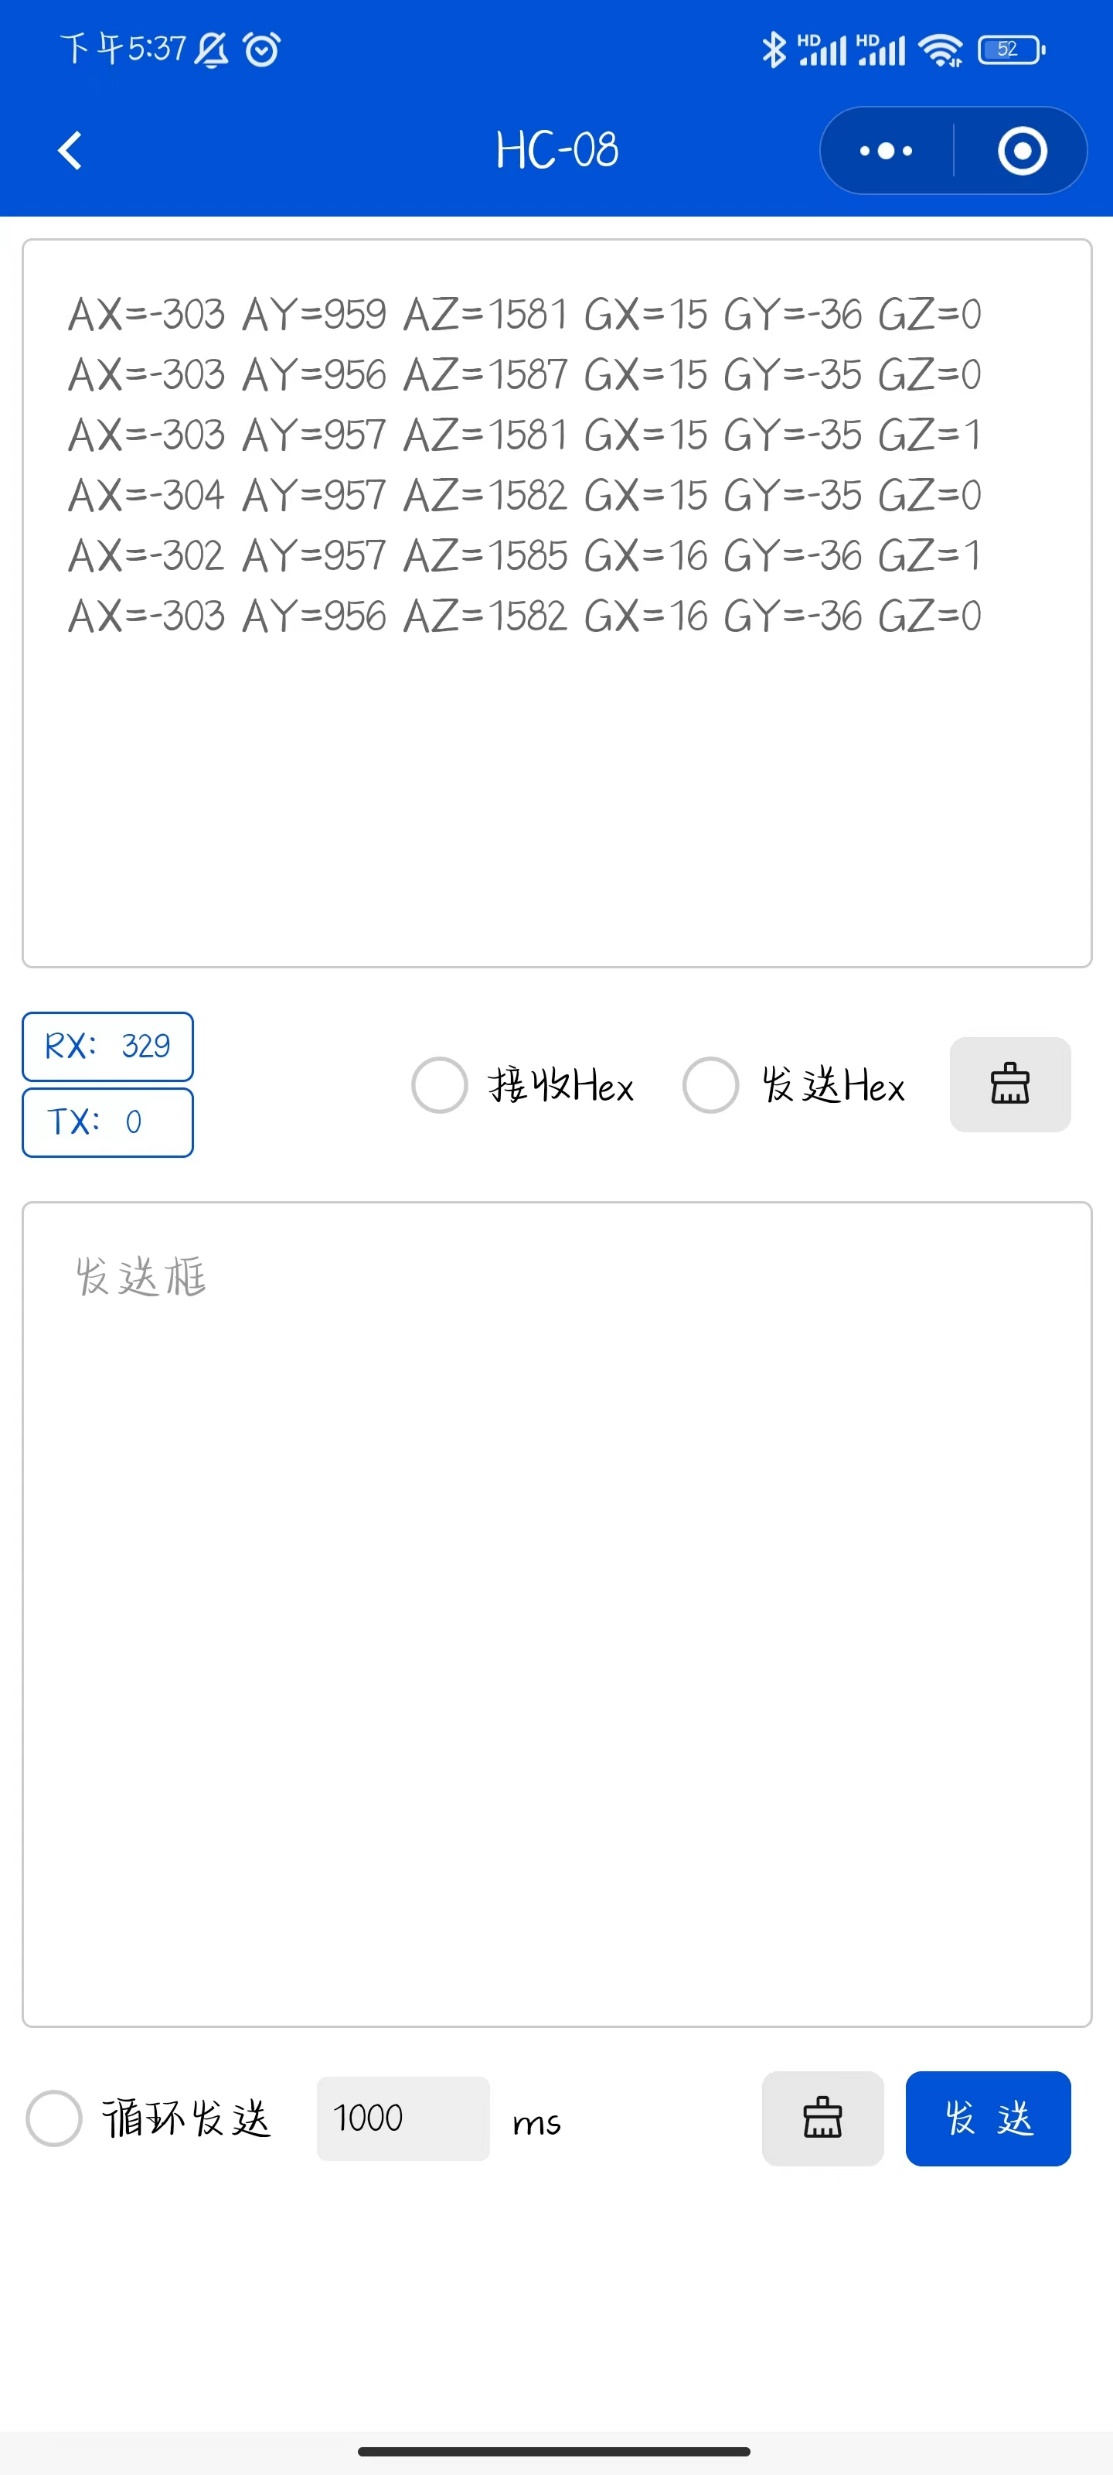 下午5:37
HD HD 52
HC-08
AX=-303 AY=959 AZ=1581 GX=15 GY=-36 GZ=0
AX=-303 AY=956 AZ=1587 GX=15 GY=-35 GZ=0
AX=-303 AY=957 AZ=1581 GX=15 GY=-35 GZ=1
AX=-304 AY=957 AZ=1582 GX=15 GY=-35 GZ=0
AX=-302 AY=957 AZ=1585 GX=16 GY=-36 GZ=1
AX=-303 AY=956 AZ=1582 GX=16 GY=-36 GZ=0
RX: 329
TX: 0
接收Hex 发送Hex
发送框
循环发送 1000 ms 发 送